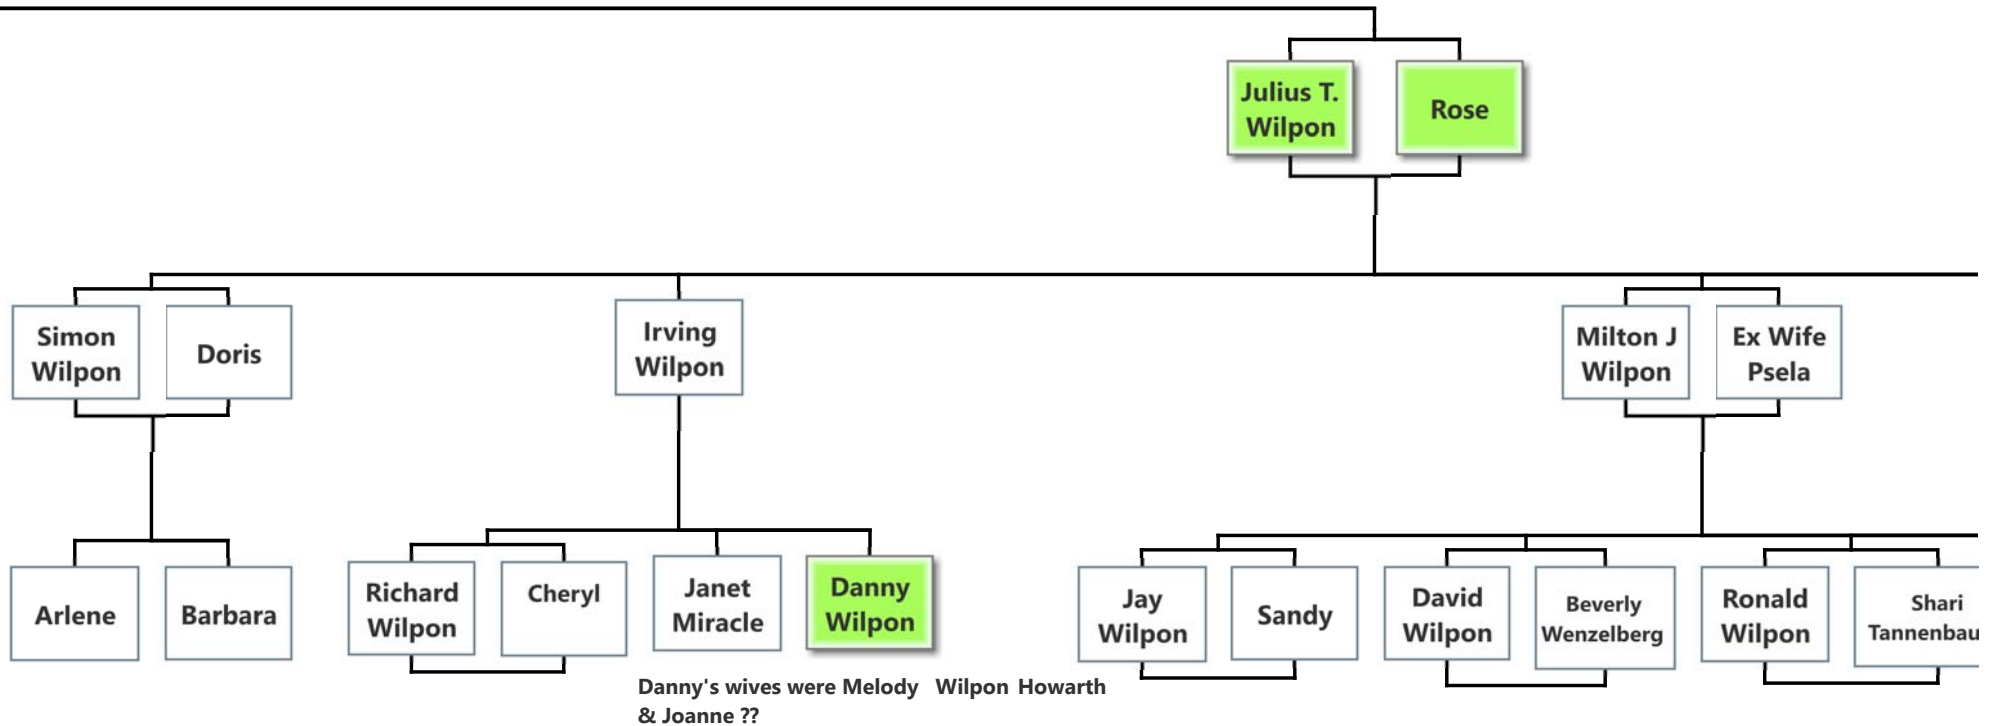 Julius T.
Wilpon
Rose
Simon
Wilpon
Doris
Irving
Wilpon
Milton J
Wilpon
Ex Wife
Psela
Arlene
Barbara
Richard
Wilpon
Cheryl
Janet
Miracle
Danny
Wilpon
Jay
Wilpon
Sandy
David
Wilpon
Beverly
Wenzelberg
Ronald
Wilpon
Shari
Tannenbau
Danny's wives were Melody Wilpon Howarth
& Joanne ??